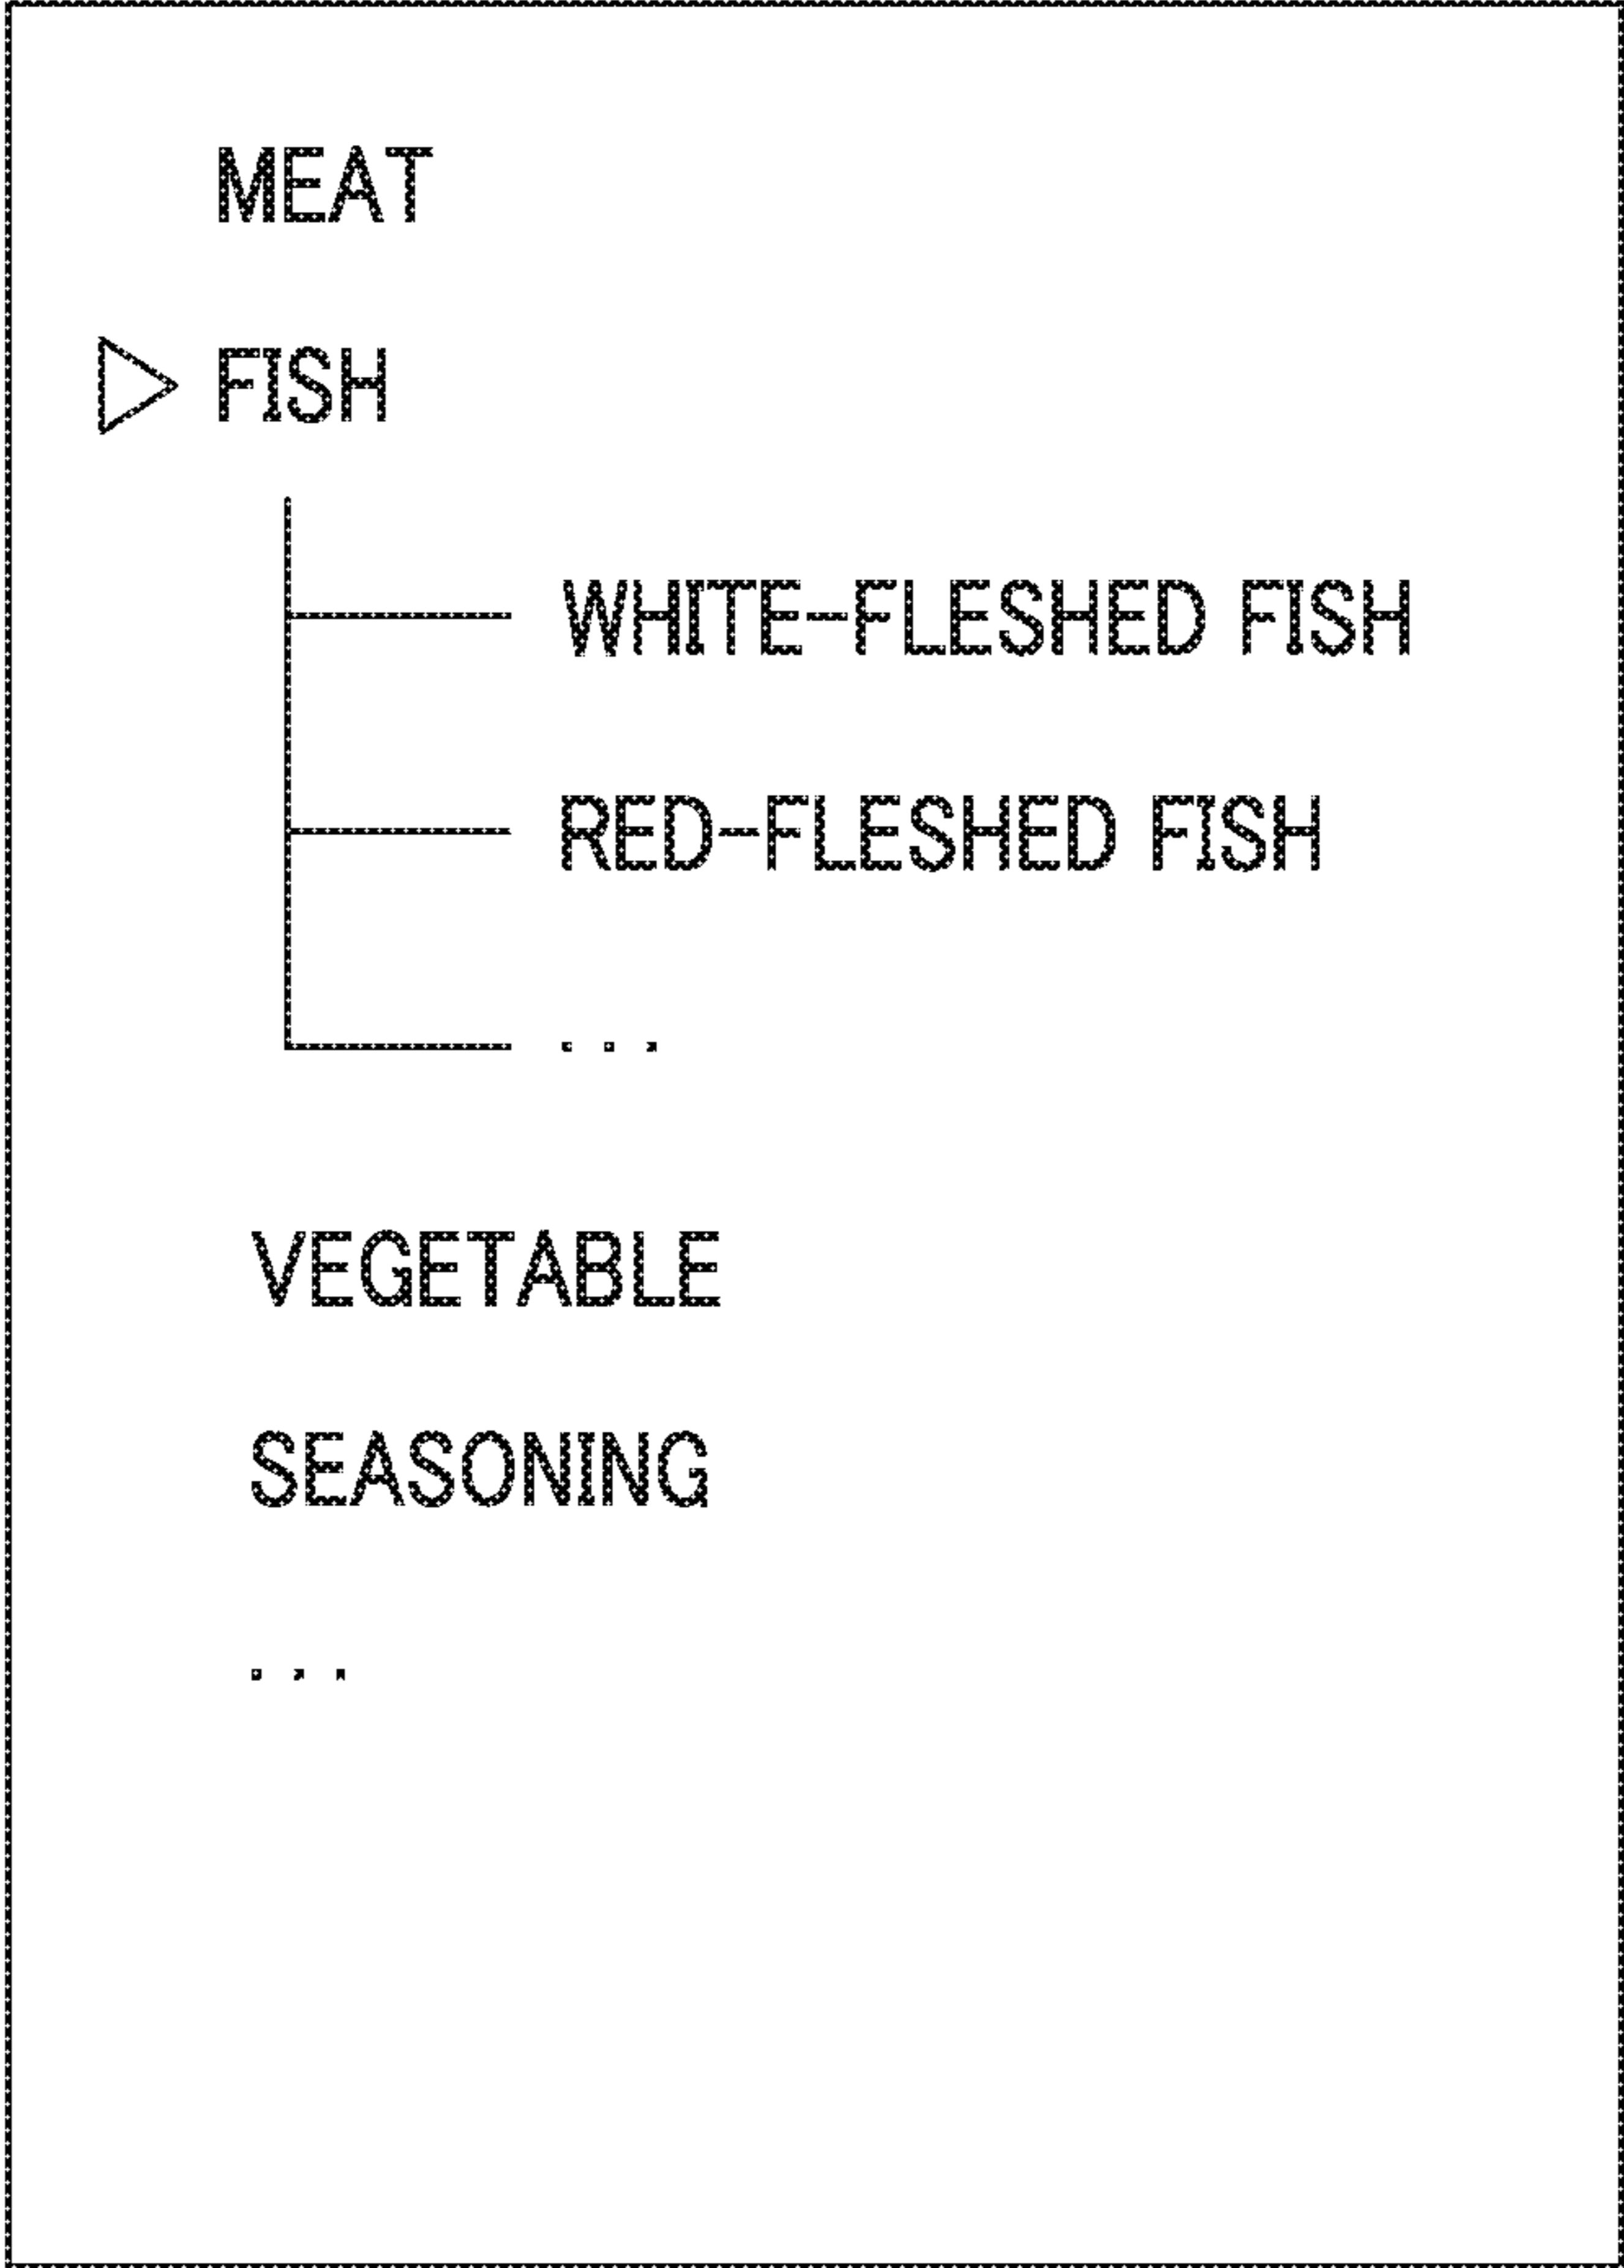 MEAT
FISH
WHITE-FLESHED FISH
RED-FLESHED FISH
...
VEGETABLE
SEASONING
...